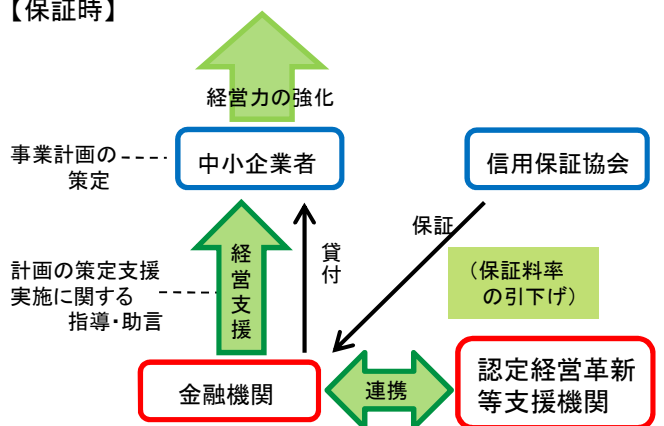 【保証時】
経営力の強化
事業計画の
策定
中小企業者
信用保証協会
保証
計画の策定支援
実施に関する
指導・助言
経営支援
貸付
（保証料率
の引下げ）
金融機関
連携
認定経営革新
等支援機関